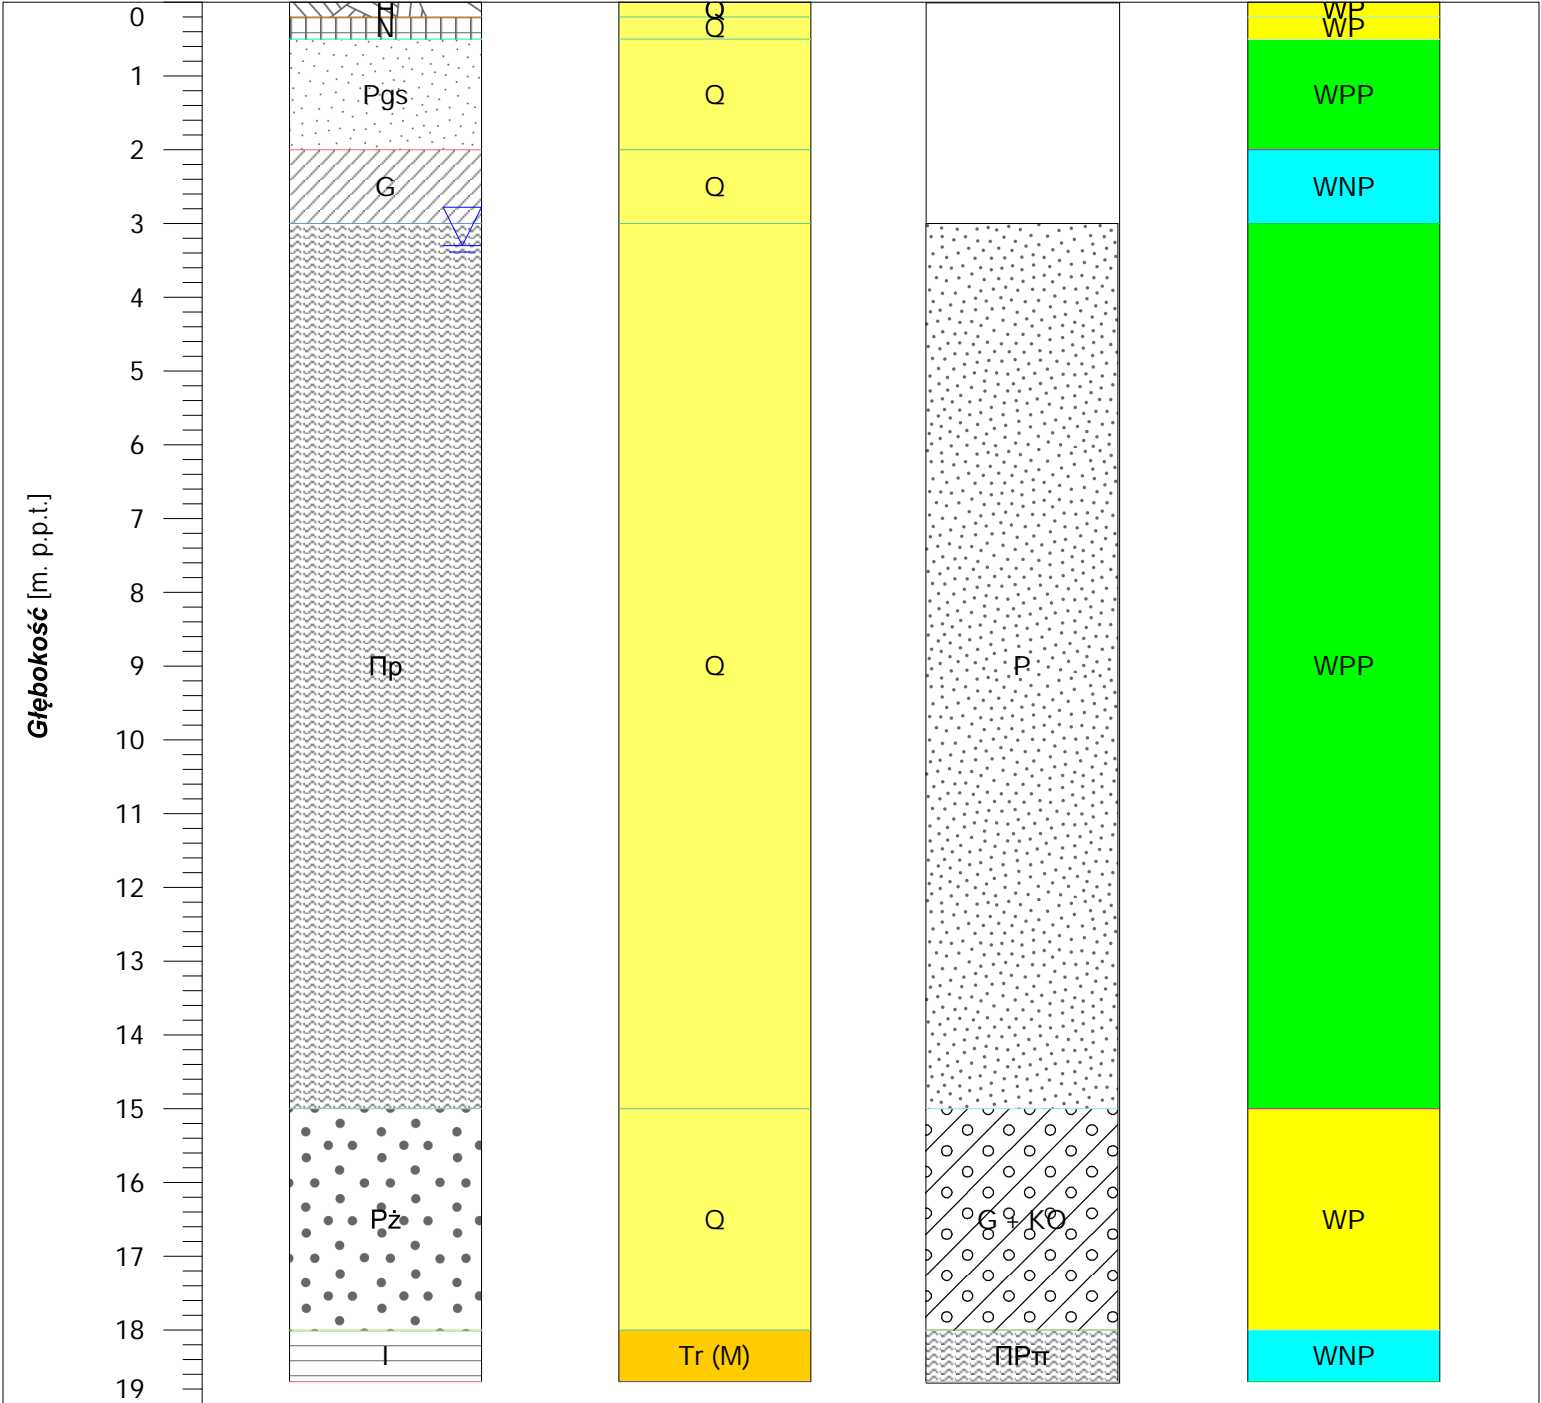 0 H Q WP
N Q WP
1 Pgs Q WPP
2 G Q WNP
3
4
5
6
7
8
9 Πp Q P WPP
10
11
12
13
14
15
16 Pż Q G + KO WP
17
18 I Tr (M) ΠPπ WNP
19
Głębokość [m. p.p.t.]